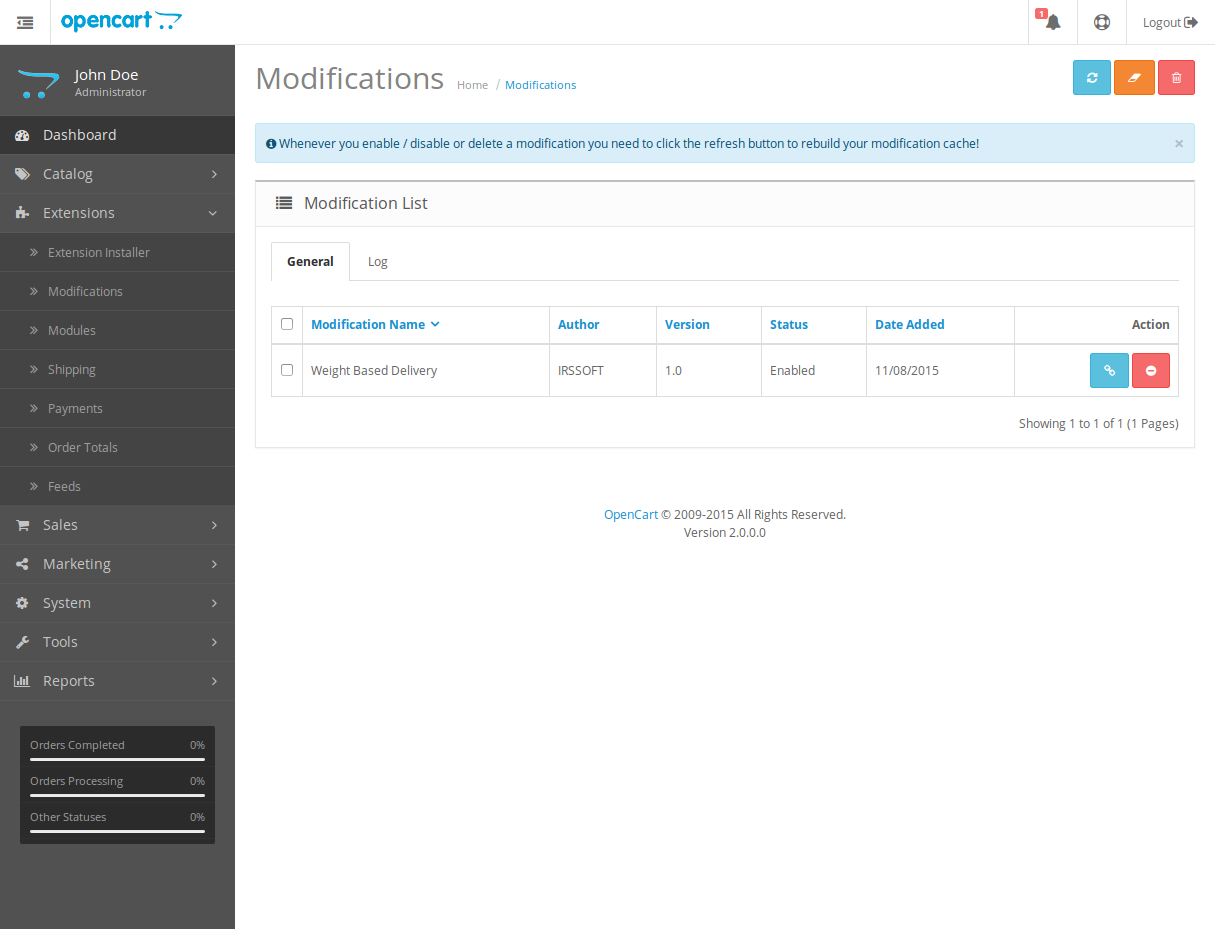 opencart
1
Logout
John Doe
Administrator
Dashboard
Catalog
Extensions
Extension Installer
Modifications
Modules
Shipping
Payments
Order Totals
Feeds
Sales
Marketing
System
Tools
Reports
Orders Completed 0%
Orders Processing 0%
Other Statuses 0%
Modifications Home / Modifications
Whenever you enable / disable or delete a modification you need to click the refresh button to rebuild your modification cache! ×
Modification List
General Log
Modification Name Author Version Status Date Added Action
Weight Based Delivery IRSSOFT 1.0 Enabled 11/08/2015
Showing 1 to 1 of 1 (1 Pages)
OpenCart © 2009-2015 All Rights Reserved.
Version 2.0.0.0